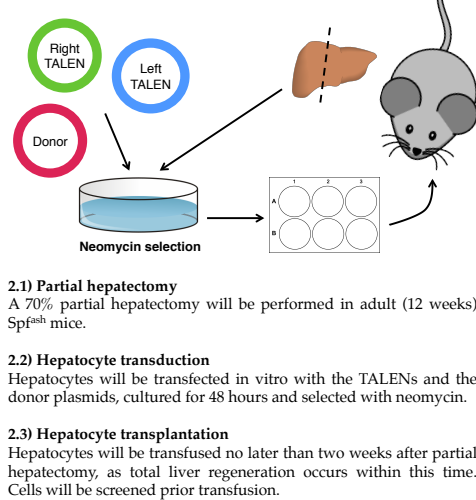 Right
TALEN
Left
TALEN
Donor
1 2 3
A
B
Neomycin selection
2.1) Partial hepatectomy
A 70% partial hepatectomy will be performed in adult (12 weeks)
Spfash mice.
2.2) Hepatocyte transduction
Hepatocytes will be transfected in vitro with the TALENs and the
donor plasmids, cultured for 48 hours and selected with neomycin.
2.3) Hepatocyte transplantation
Hepatocytes will be transfused no later than two weeks after partial
hepatectomy, as total liver regeneration occurs within this time.
Cells will be screened prior transfusion.